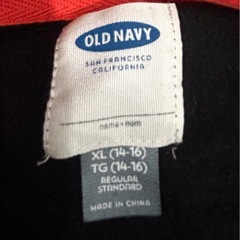 OLD NAVY
SAN FRANCISCO
CALIFORNIA
name • nom
XL (14-16)
TG (14-16)
REGULAR
STANDARD
MADE IN CHINA